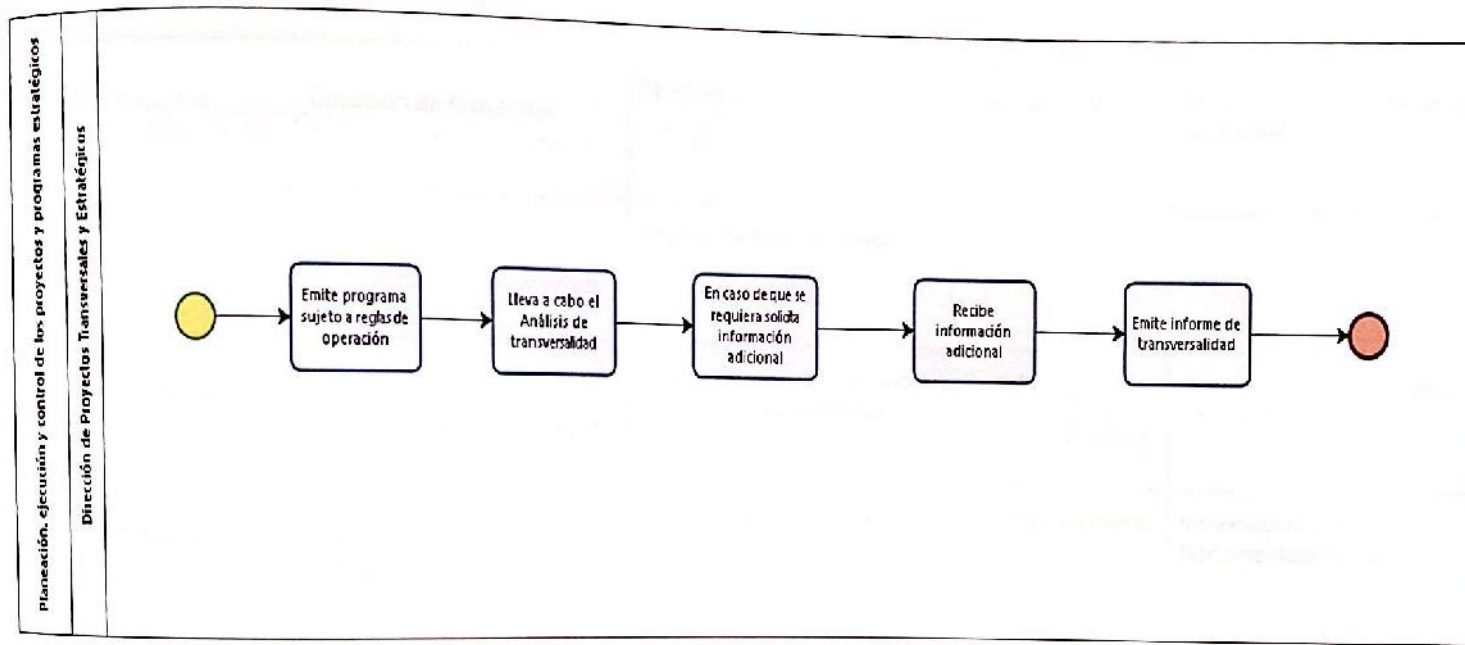 Planeación, ejecución y control de los proyectos y programas estratégicos
Dirección de Proyectos Transversales y Estratégicos
Emite programa
sujeto a reglas de
operación
Lleva a cabo el
Análisis de
transversalidad
En caso de que se
requiera solicita
información
adicional
Recibe
información
adicional
Emite informe de
transversalidad